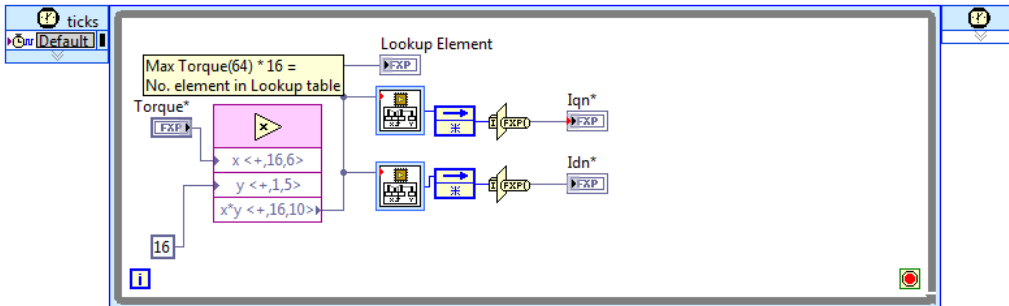 ticks
Default
Lookup Element
FXP
Max Torque(64) * 16 =
No. element in Lookup table
Torque*
FXP
x <+,16,6>
y <+,1,5>
x*y <+,16,10>
16
Iqn*
I FXP()
FXP
Idn*
I FXP()
FXP
i